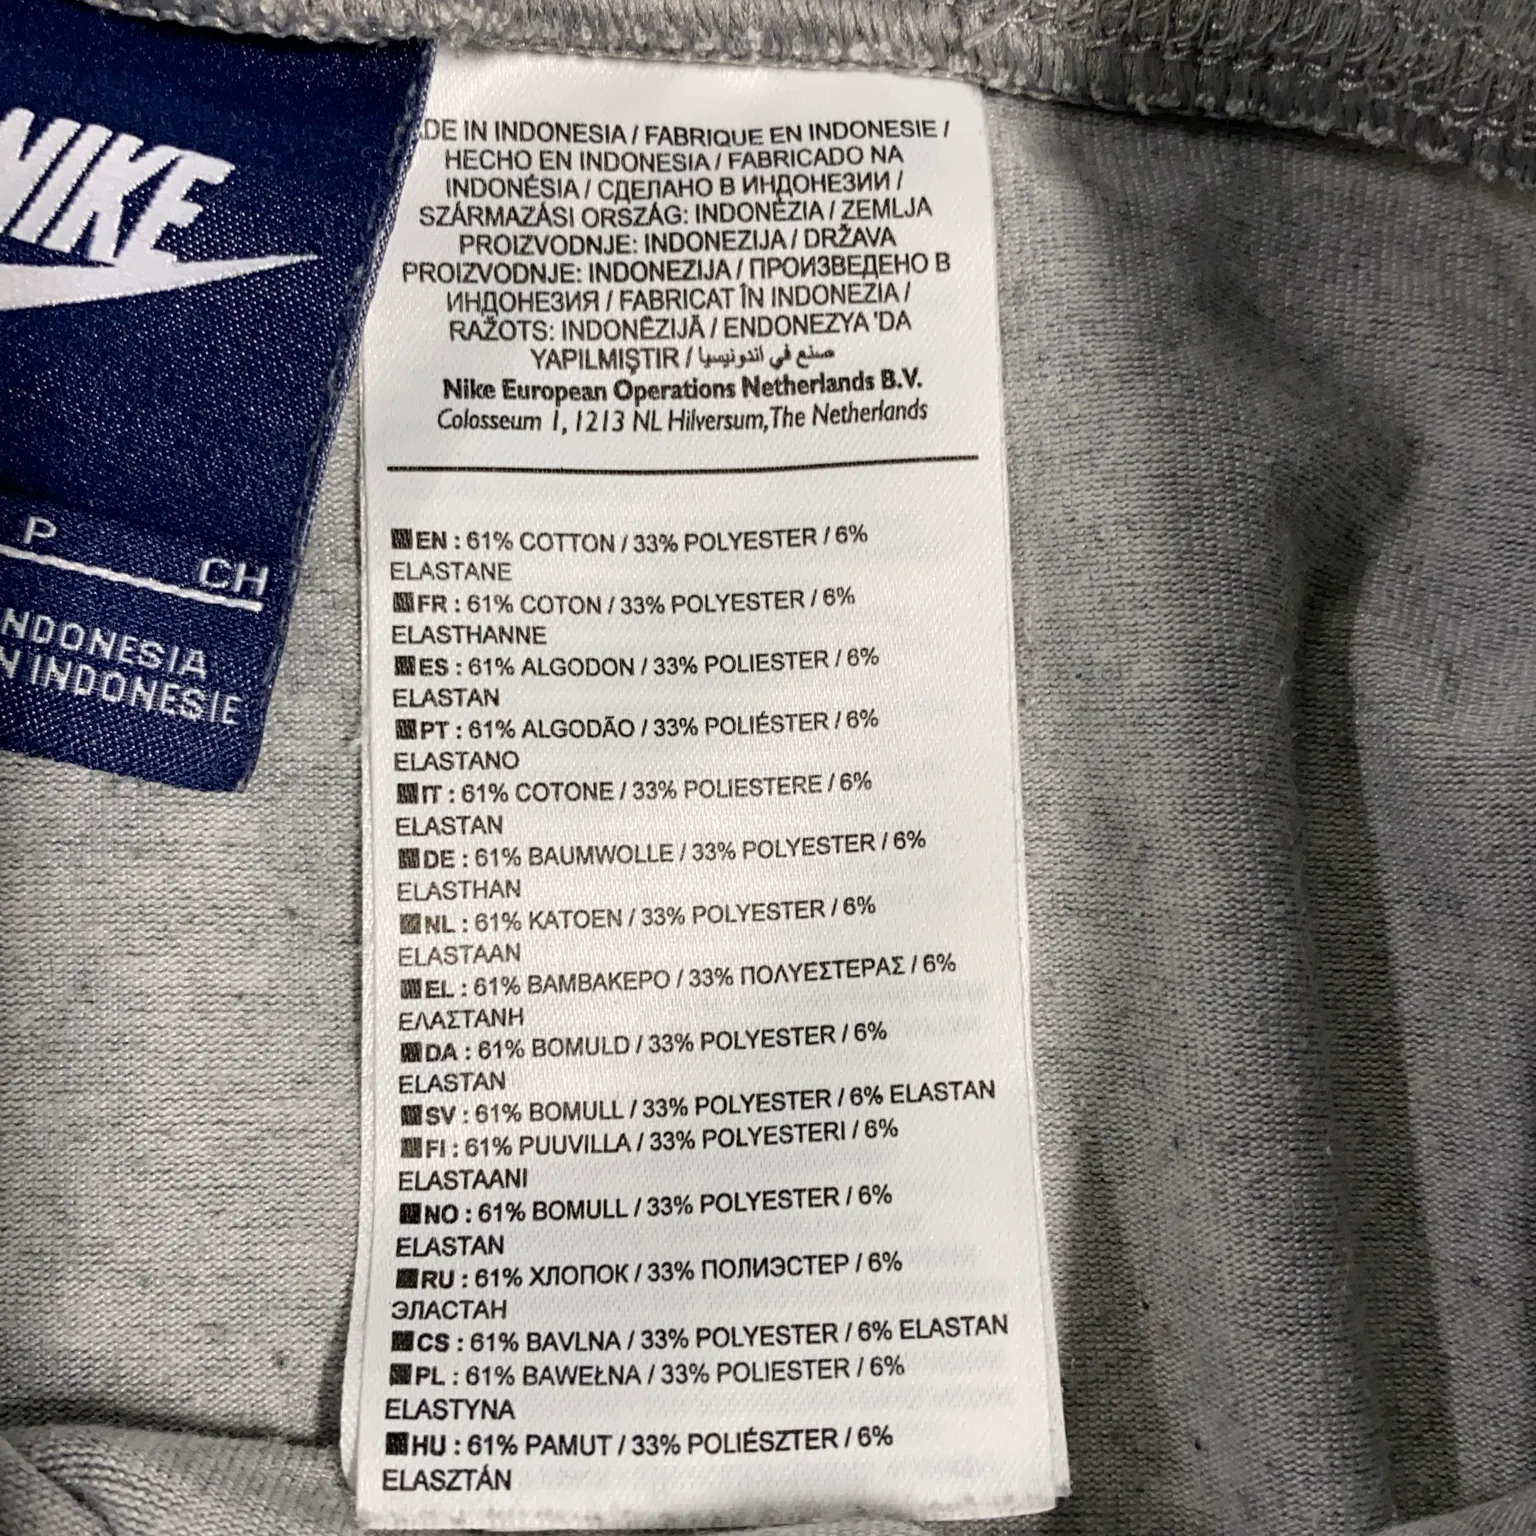 NIKE
P
CH
NDONESIA
N INDONESIE
DE IN INDONESIA / FABRIQUE EN INDONESIE /
HECHO EN INDONESIA / FABRICADO NA
INDONÉSIA / СДЕЛАНО В ИНДОНЕЗИИ /
SZÁRMAZÁSI ORSZÁG: INDONÉZIA / ZEMLJA
PROIZVODNJE: INDONEZIJA / DRŽAVA
PROIZVODNJE: INDONEZIJA / ПРОИЗВЕДЕНО В
ИНДОНЕЗИЯ / FABRICAT ÎN INDONEZIA /
RAŽOTS: INDONĒZIJĀ / ENDONEZYA 'DA
YAPILMIŞTIR / صنع في اندونيسيا
Nike European Operations Netherlands B.V.
Colosseum 1, 1213 NL Hilversum, The Netherlands
EN : 61% COTTON / 33% POLYESTER / 6%
ELASTANE
FR : 61% COTON / 33% POLYESTER / 6%
ELASTHANNE
ES : 61% ALGODON / 33% POLIESTER / 6%
ELASTAN
PT : 61% ALGODÃO / 33% POLIÉSTER / 6%
ELASTANO
IT : 61% COTONE / 33% POLIESTERE / 6%
ELASTAN
DE : 61% BAUMWOLLE / 33% POLYESTER / 6%
ELASTHAN
NL : 61% KATOEN / 33% POLYESTER / 6%
ELASTAAN
EL : 61% ΒΑΜΒΑΚΕΡΟ / 33% ΠΟΛΥΕΣΤΕΡΑΣ / 6%
ΕΛΑΣΤΑΝΗ
DA : 61% BOMULD / 33% POLYESTER / 6%
ELASTAN
SV : 61% BOMULL / 33% POLYESTER / 6% ELASTAN
FI : 61% PUUVILLA / 33% POLYESTERI / 6%
ELASTAANI
NO : 61% BOMULL / 33% POLYESTER / 6%
ELASTAN
RU : 61% ХЛОПОК / 33% ПОЛИЭСТЕР / 6%
ЭЛАСТАН
CS : 61% BAVLNA / 33% POLYESTER / 6% ELASTAN
PL : 61% BAWEŁNA / 33% POLIESTER / 6%
ELASTYNA
HU : 61% PAMUT / 33% POLIÉSZTER / 6%
ELASZTÁN